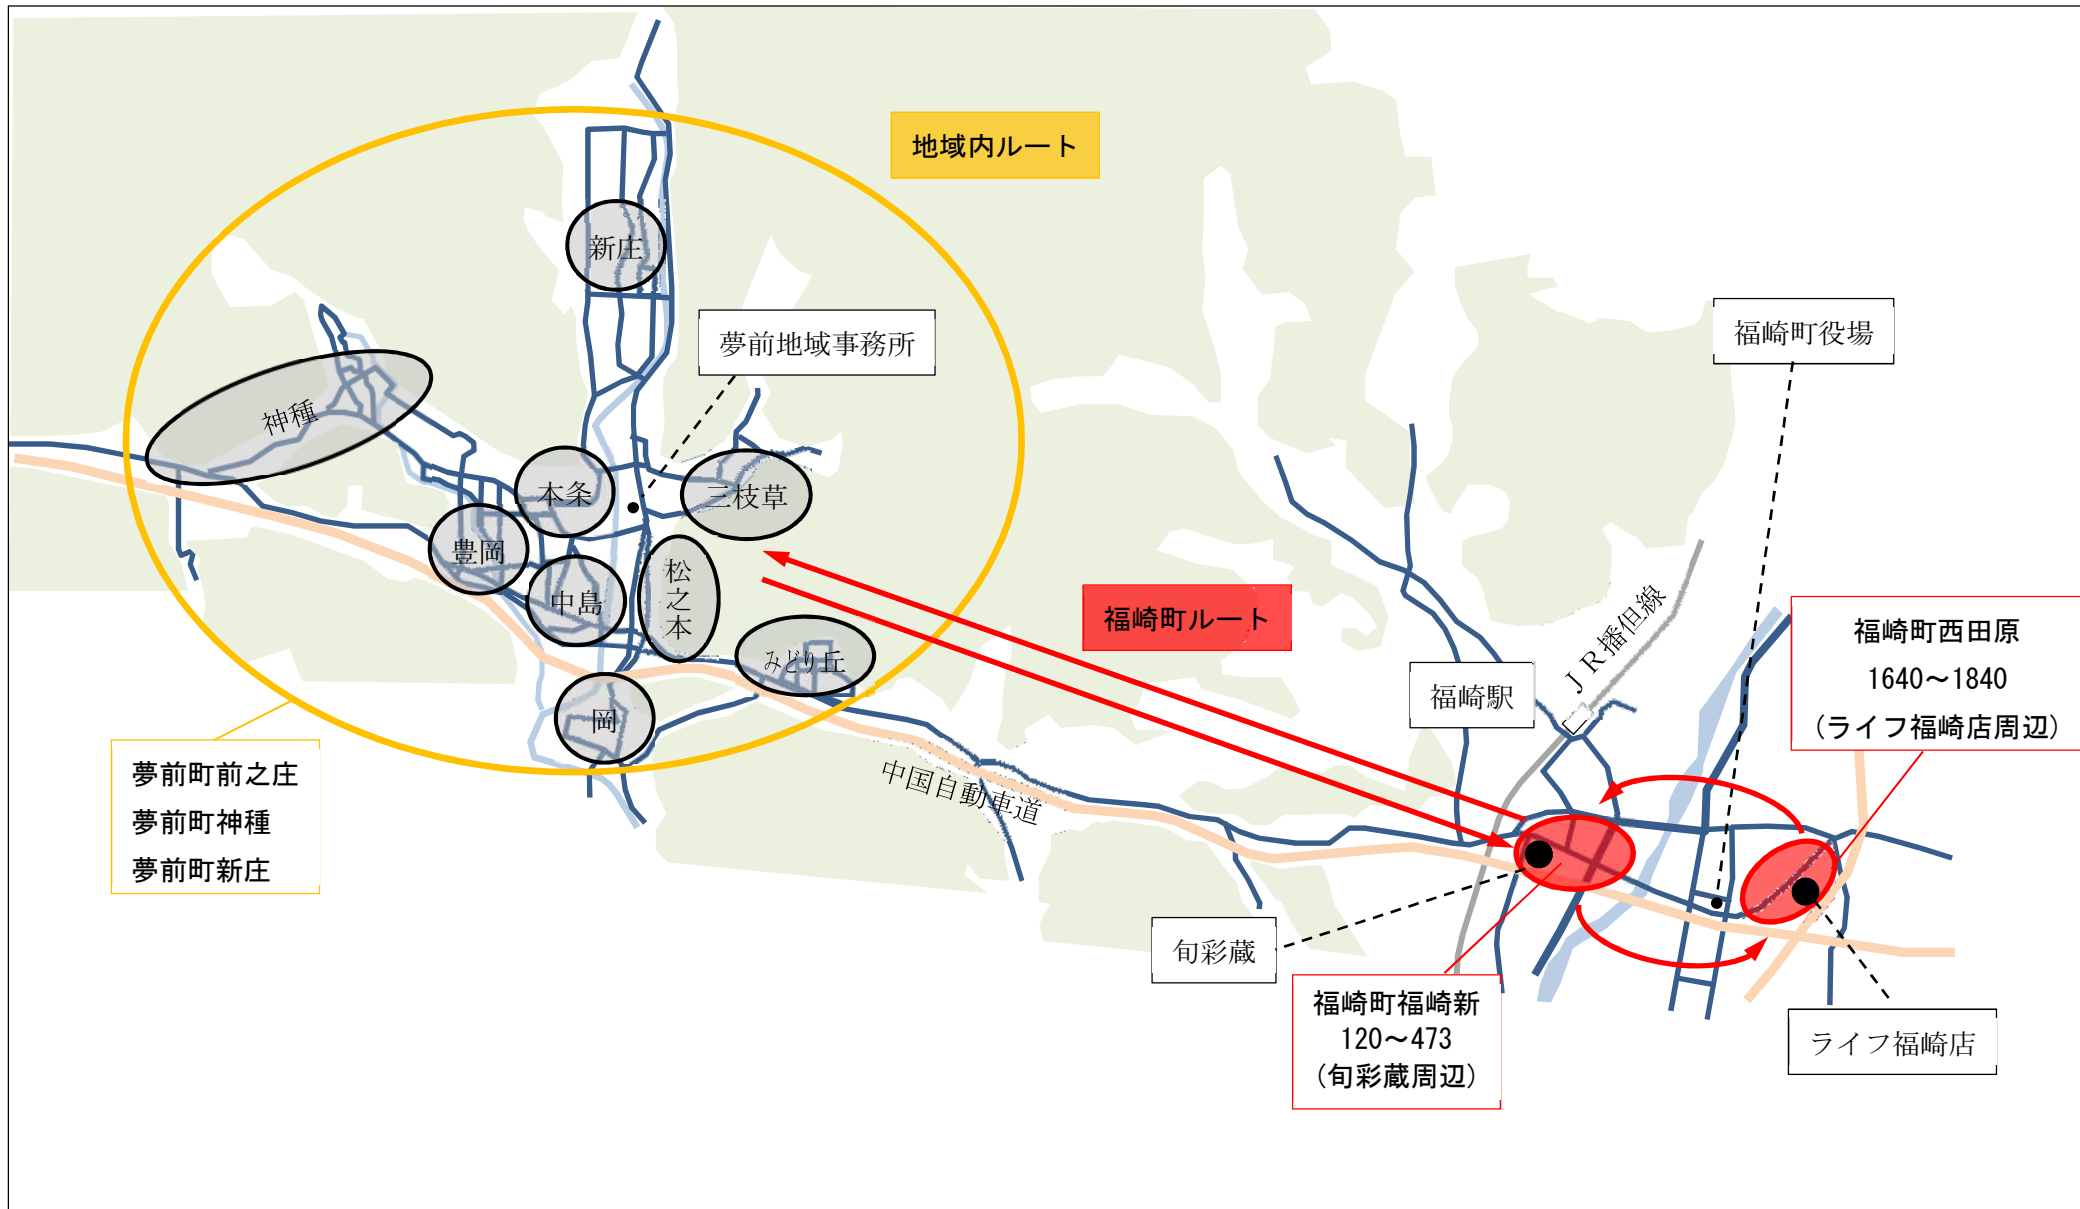 地域内ルート
新庄
夢前地域事務所
福崎町役場
神種
本条
三枝草
豊岡
中島
松之本
みどり丘
岡
福崎町ルート
JR播但線
福崎駅
福崎町西田原
1640～1840
(ライフ福崎店周辺)
夢前町前之庄
夢前町神種
夢前町新庄
中国自動車道
旬彩蔵
福崎町福崎新
120～473
(旬彩蔵周辺)
ライフ福崎店